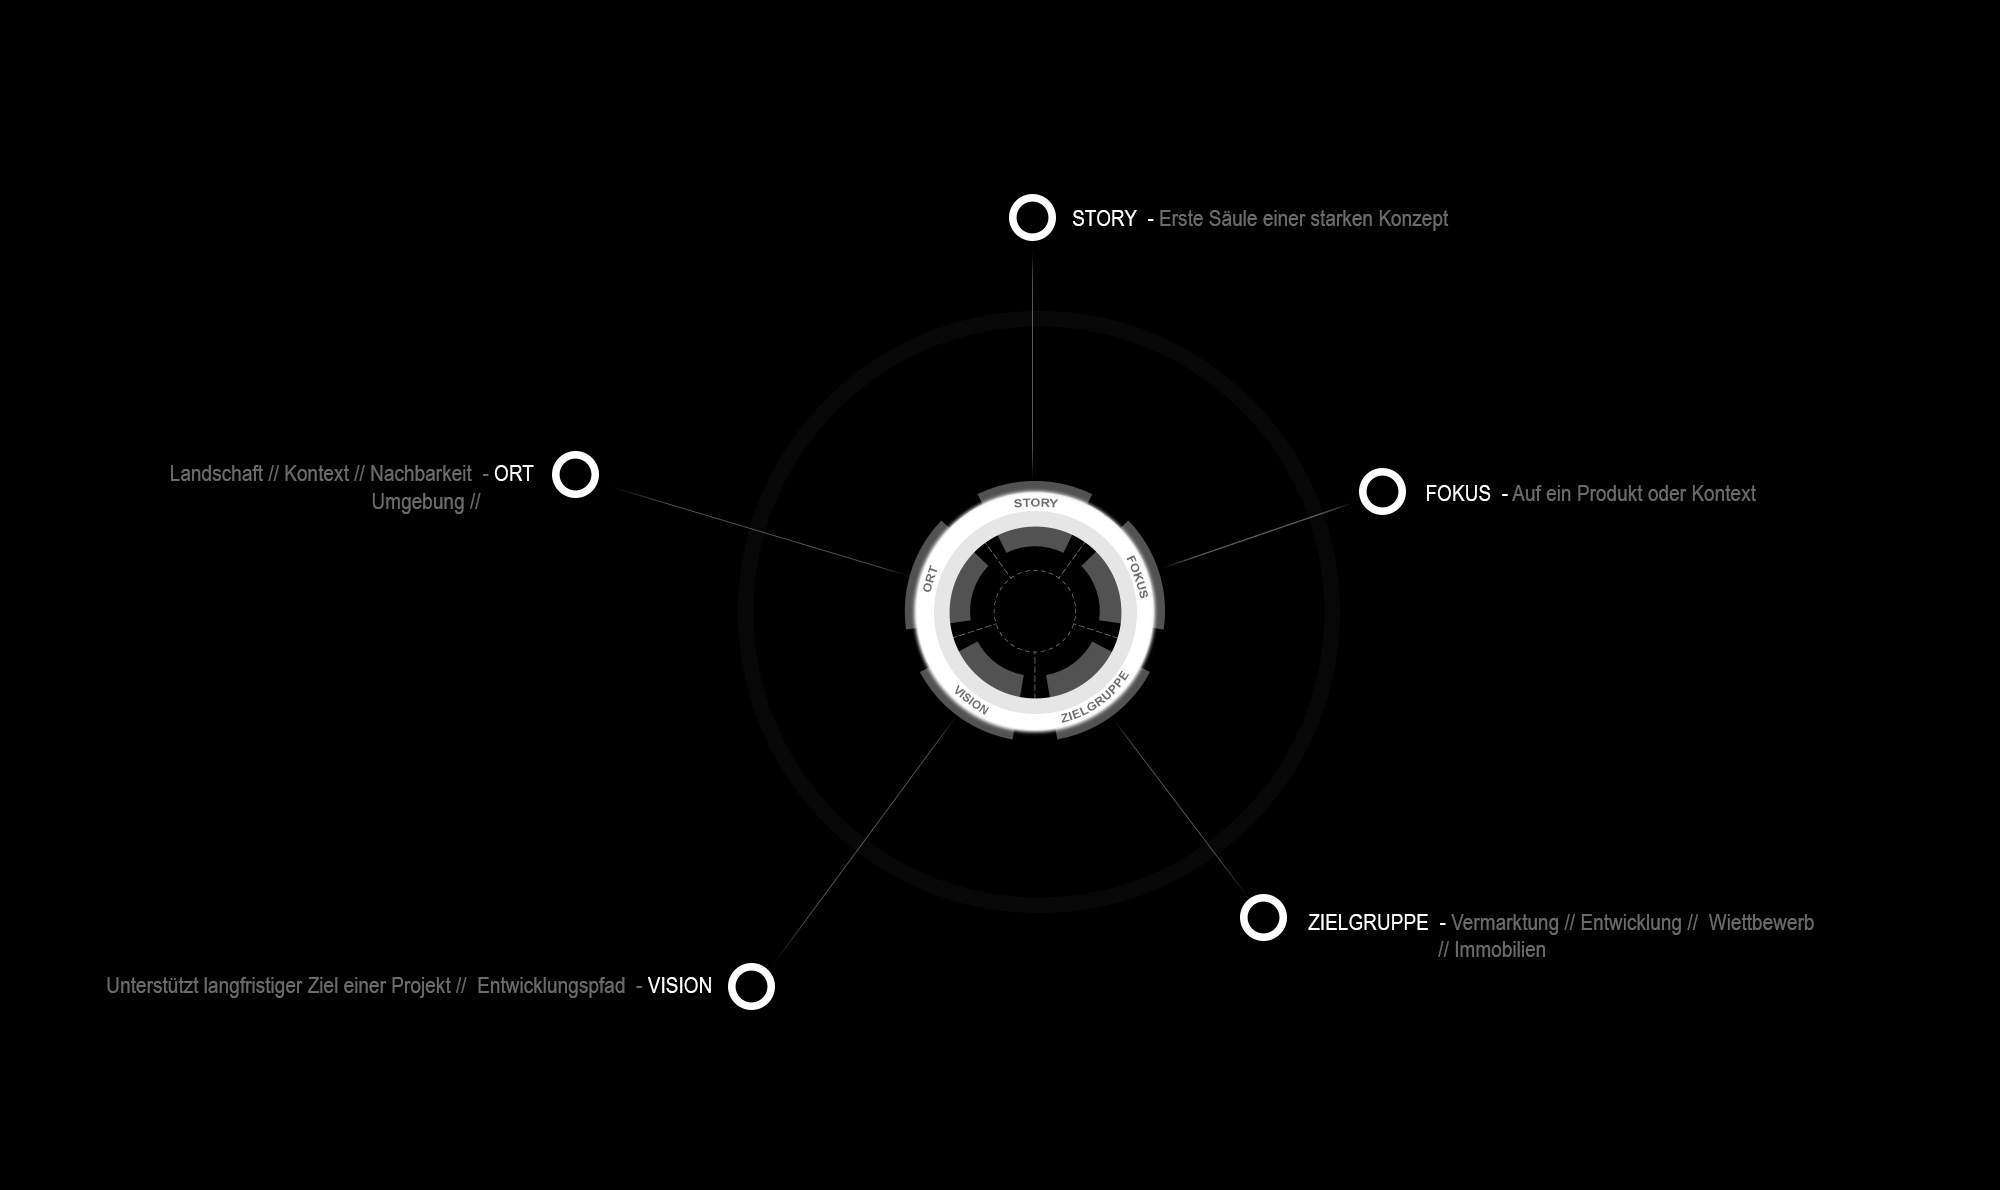 STORY - Erste Säule einer starken Konzept
Landschaft // Kontext // Nachbarkeit - ORT
Umgebung //
FOKUS - Auf ein Produkt oder Kontext
STORY
ORT
FOKUS
VISION
ZIELGRUPPE
ZIELGRUPPE - Vermarktung // Entwicklung // Wiettbewerb
// Immobilien
Unterstützt langfristiger Ziel einer Projekt // Entwicklungspfad - VISION